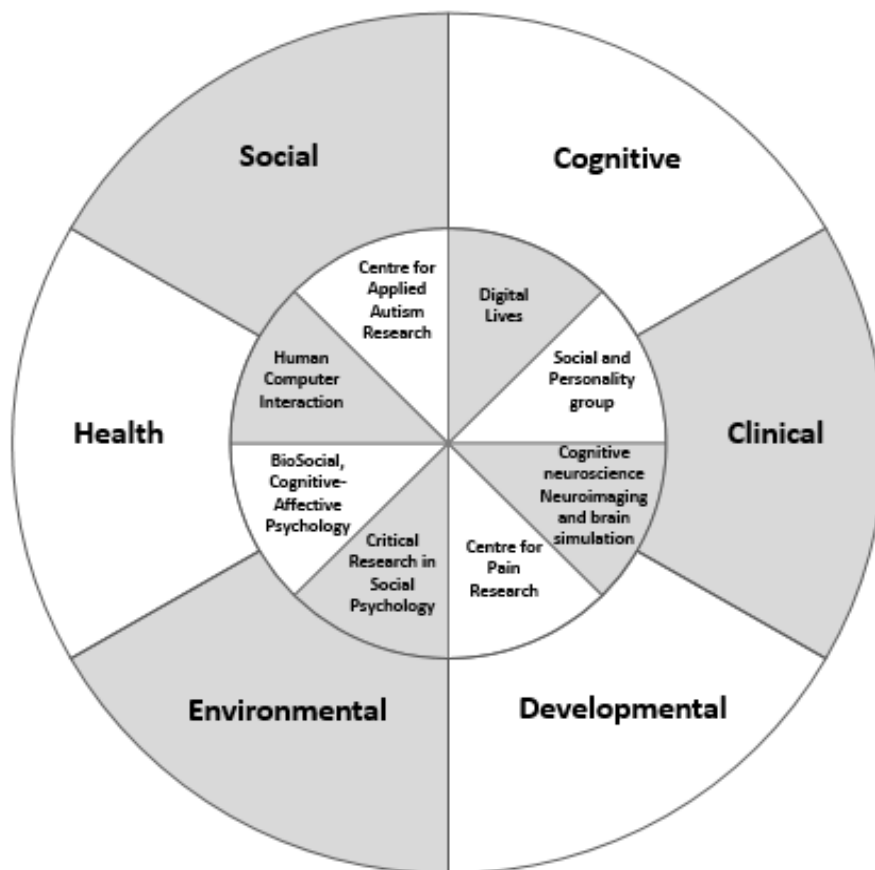 Social
Cognitive
Clinical
Developmental
Environmental
Health
Centre for
Applied
Autism
Research
Digital
Lives
Social and
Personality
group
Cognitive
neuroscience
Neuroimaging
and brain
simulation
Centre for
Pain
Research
Critical
Research in
Social
Psychology
BioSocial,
Cognitive-
Affective
Psychology
Human
Computer
Interaction